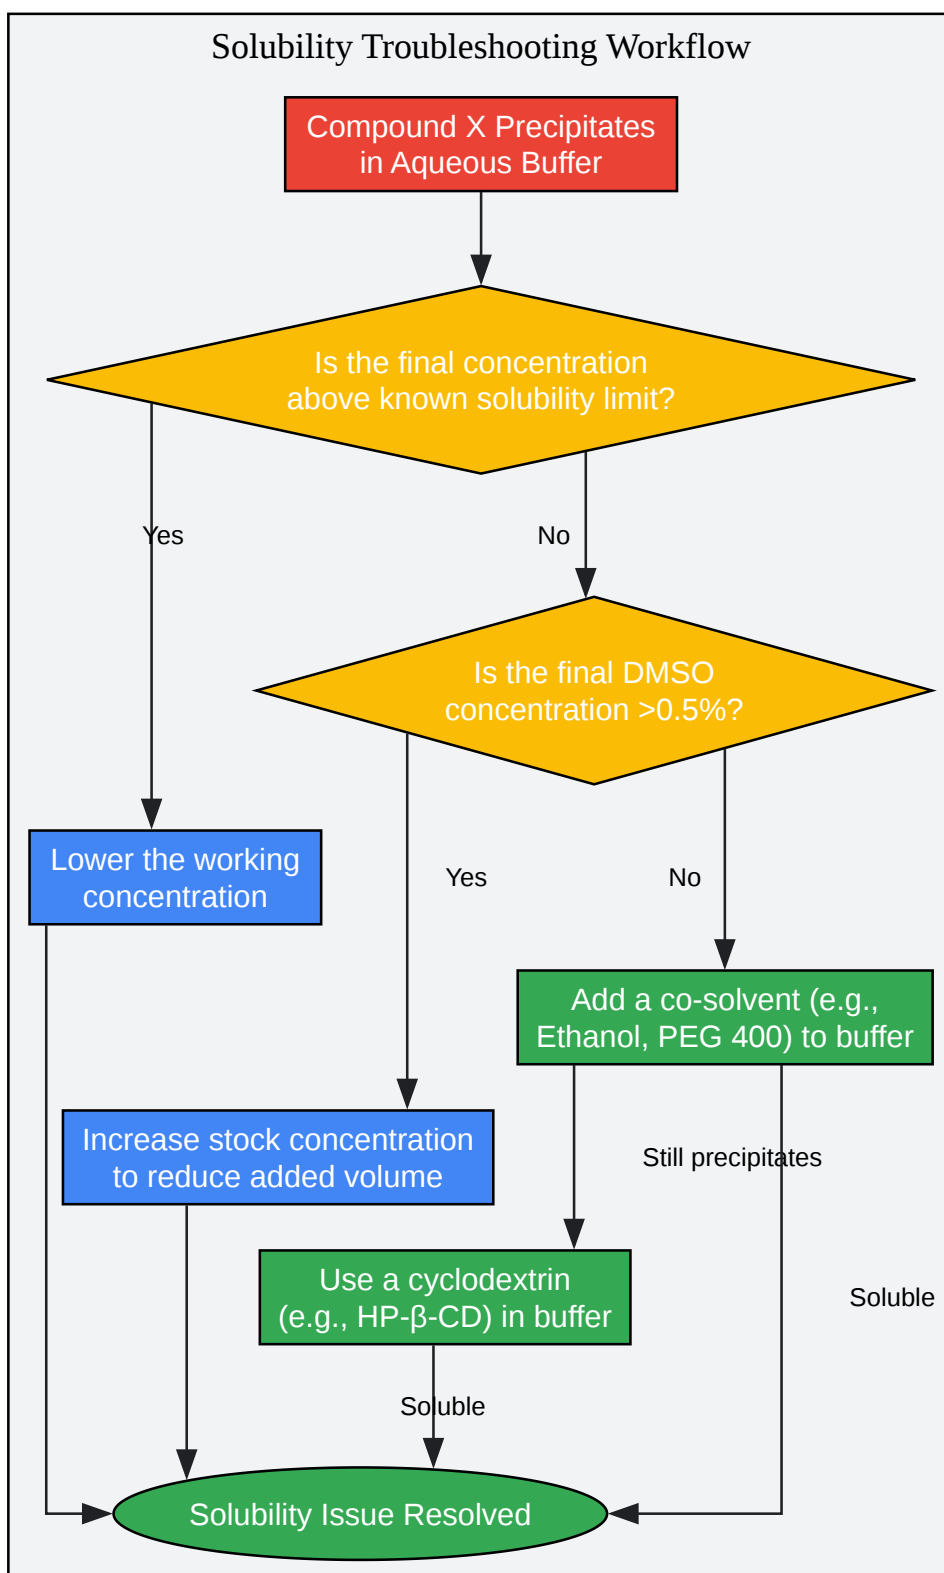 Solubility Troubleshooting Workflow
Compound X Precipitates
in Aqueous Buffer
Is the final concentration
above known solubility limit?
Yes
No
Is the final DMSO
concentration >0.5%?
Lower the working
concentration
Yes
No
Add a co-solvent (e.g.,
Ethanol, PEG 400) to buffer
Increase stock concentration
to reduce added volume
Still precipitates
Use a cyclodextrin
(e.g., HP-β-CD) in buffer
Soluble
Soluble
Solubility Issue Resolved